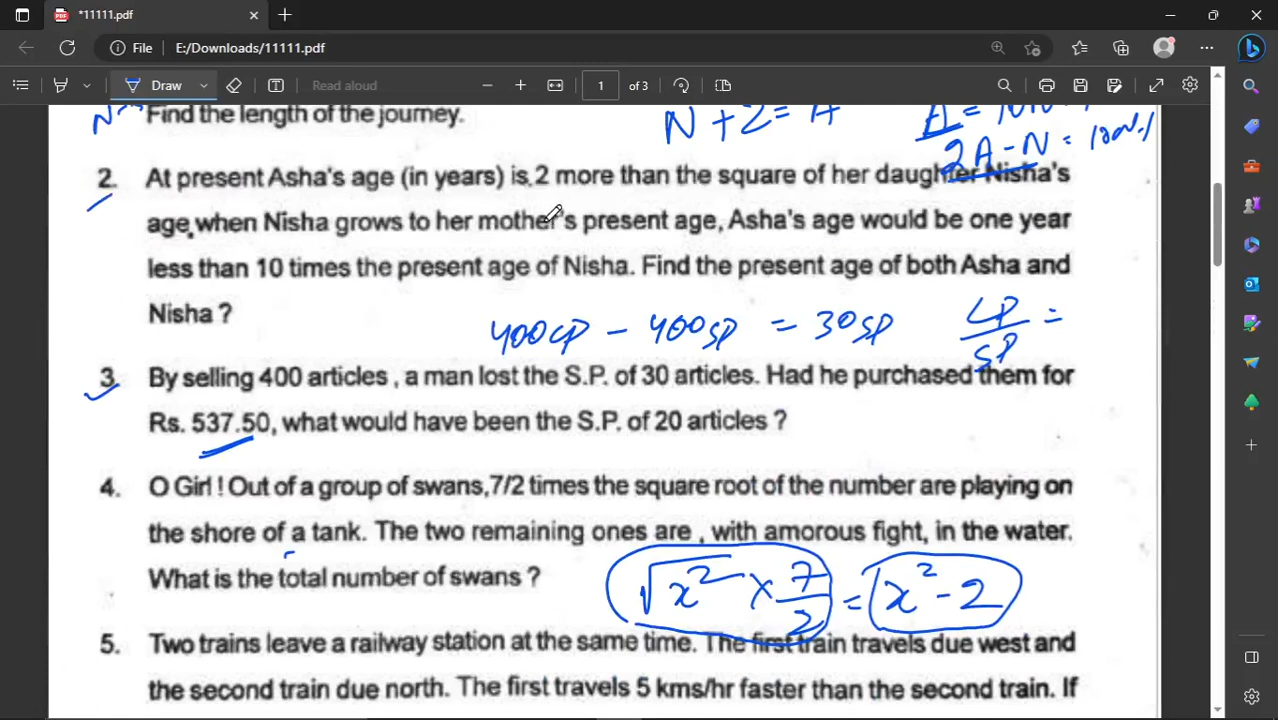 *11111.pdf
File E:/Downloads/11111.pdf
Draw Read aloud 1 of 3
Find the length of the journey.
N + 2 = A
2A - N = 10N-1
2. At present Asha's age (in years) is 2 more than the square of her daughter Nisha's
age, when Nisha grows to her mother's present age, Asha's age would be one year
less than 10 times the present age of Nisha. Find the present age of both Asha and
Nisha ?
400CP - 400SP = 30SP CP/SP =
3. By selling 400 articles , a man lost the S.P. of 30 articles. Had he purchased them for
Rs. 537.50, what would have been the S.P. of 20 articles ?
4. O Girl ! Out of a group of swans,7/2 times the square root of the number are playing on
the shore of a tank. The two remaining ones are , with amorous fight, in the water.
What is the total number of swans ?
√x² × 7/2 = x² - 2
5. Two trains leave a railway station at the same time. The first train travels due west and
the second train due north. The first travels 5 kms/hr faster than the second train. If